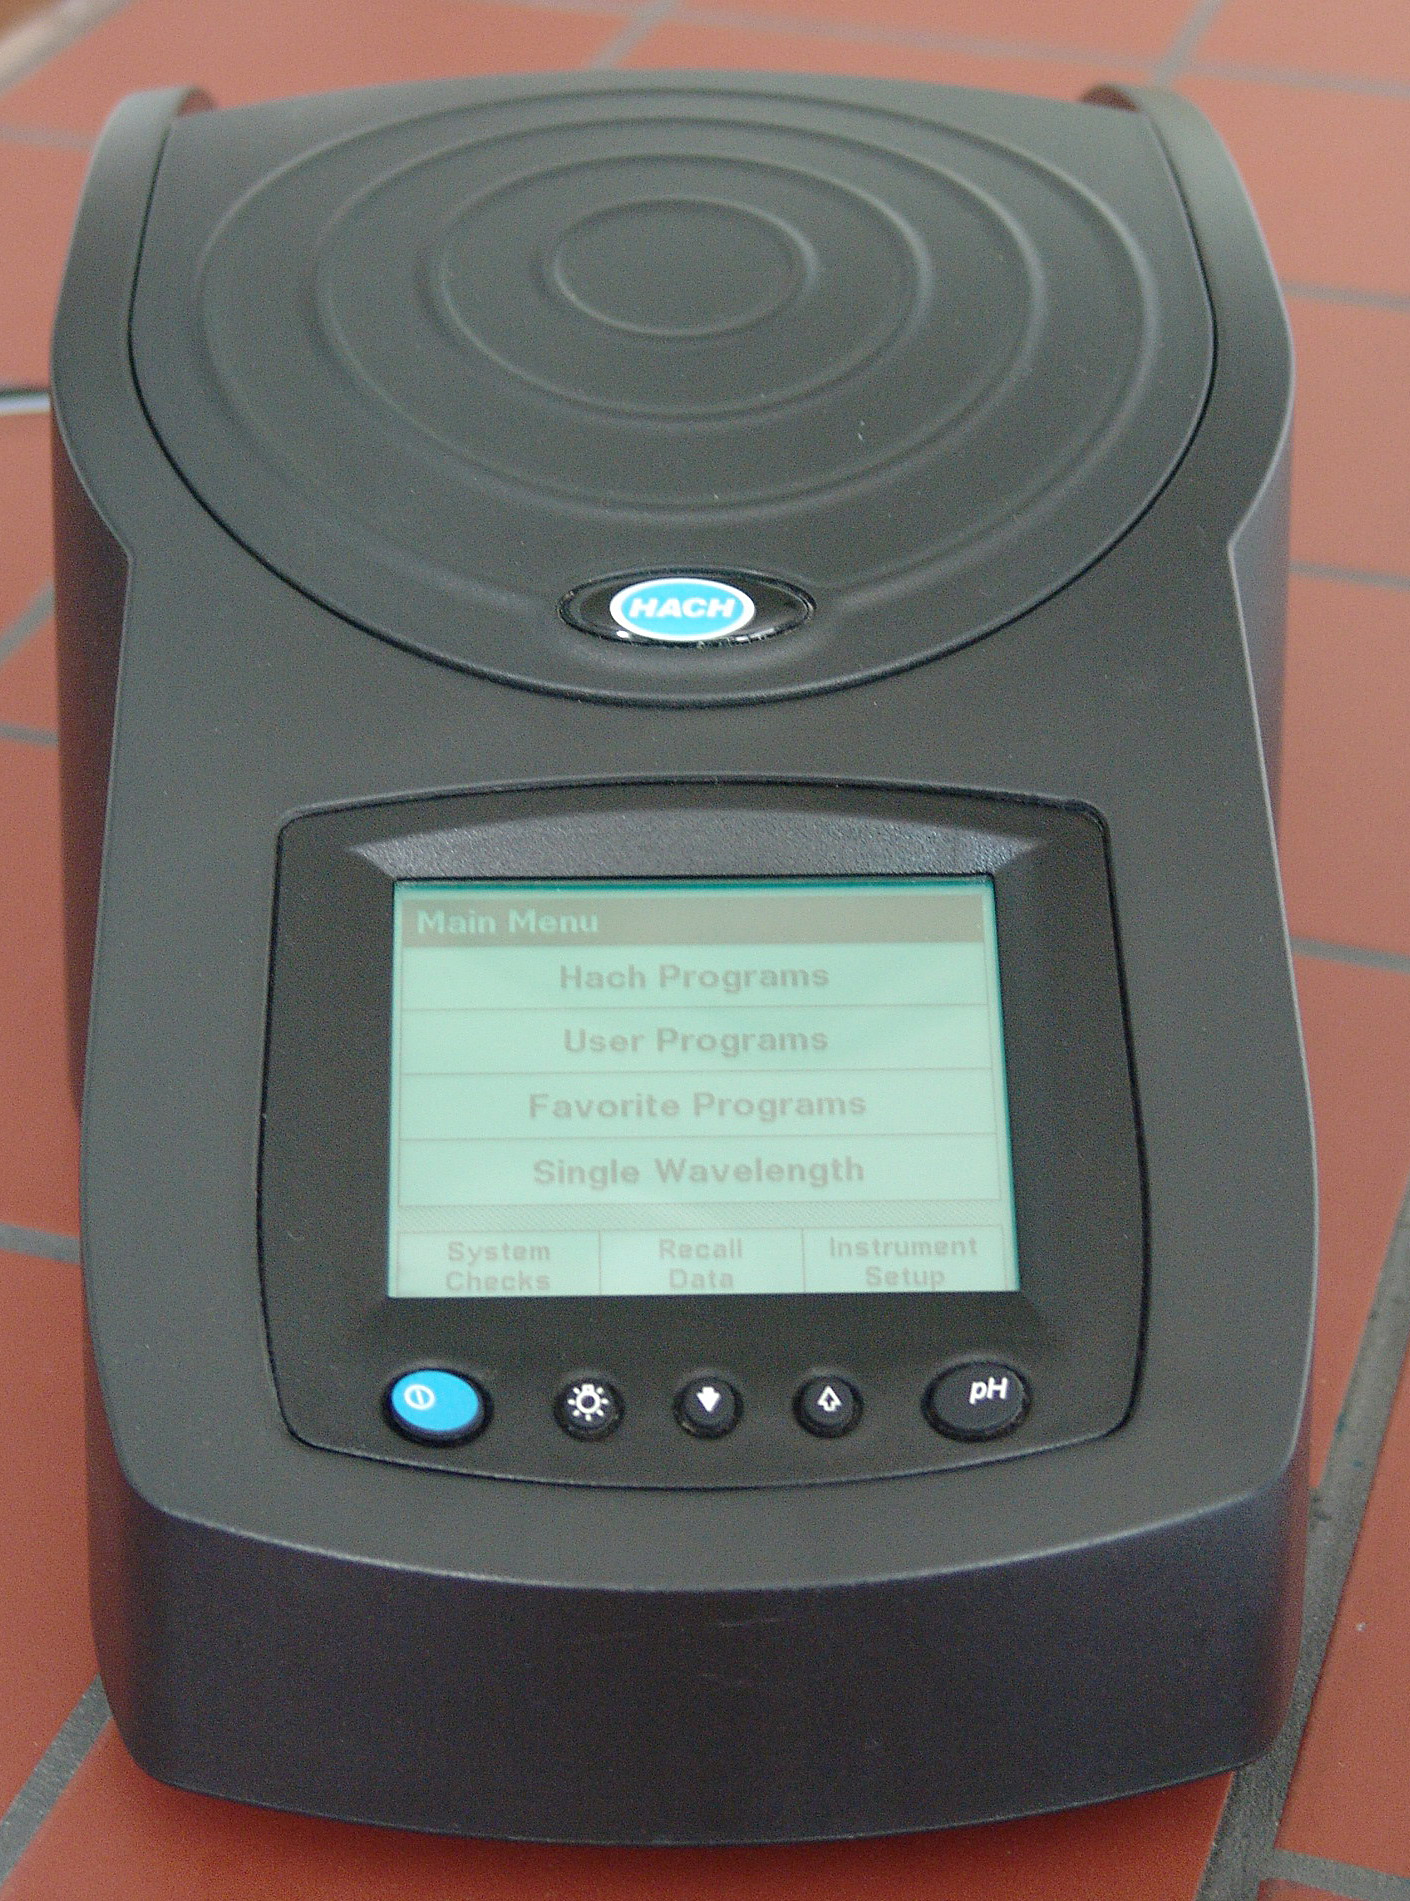 HACH
Main Menu
Hach Programs
User Programs
Favorite Programs
Single Wavelength
System
Checks
Recall
Data
Instrument
Setup
pH